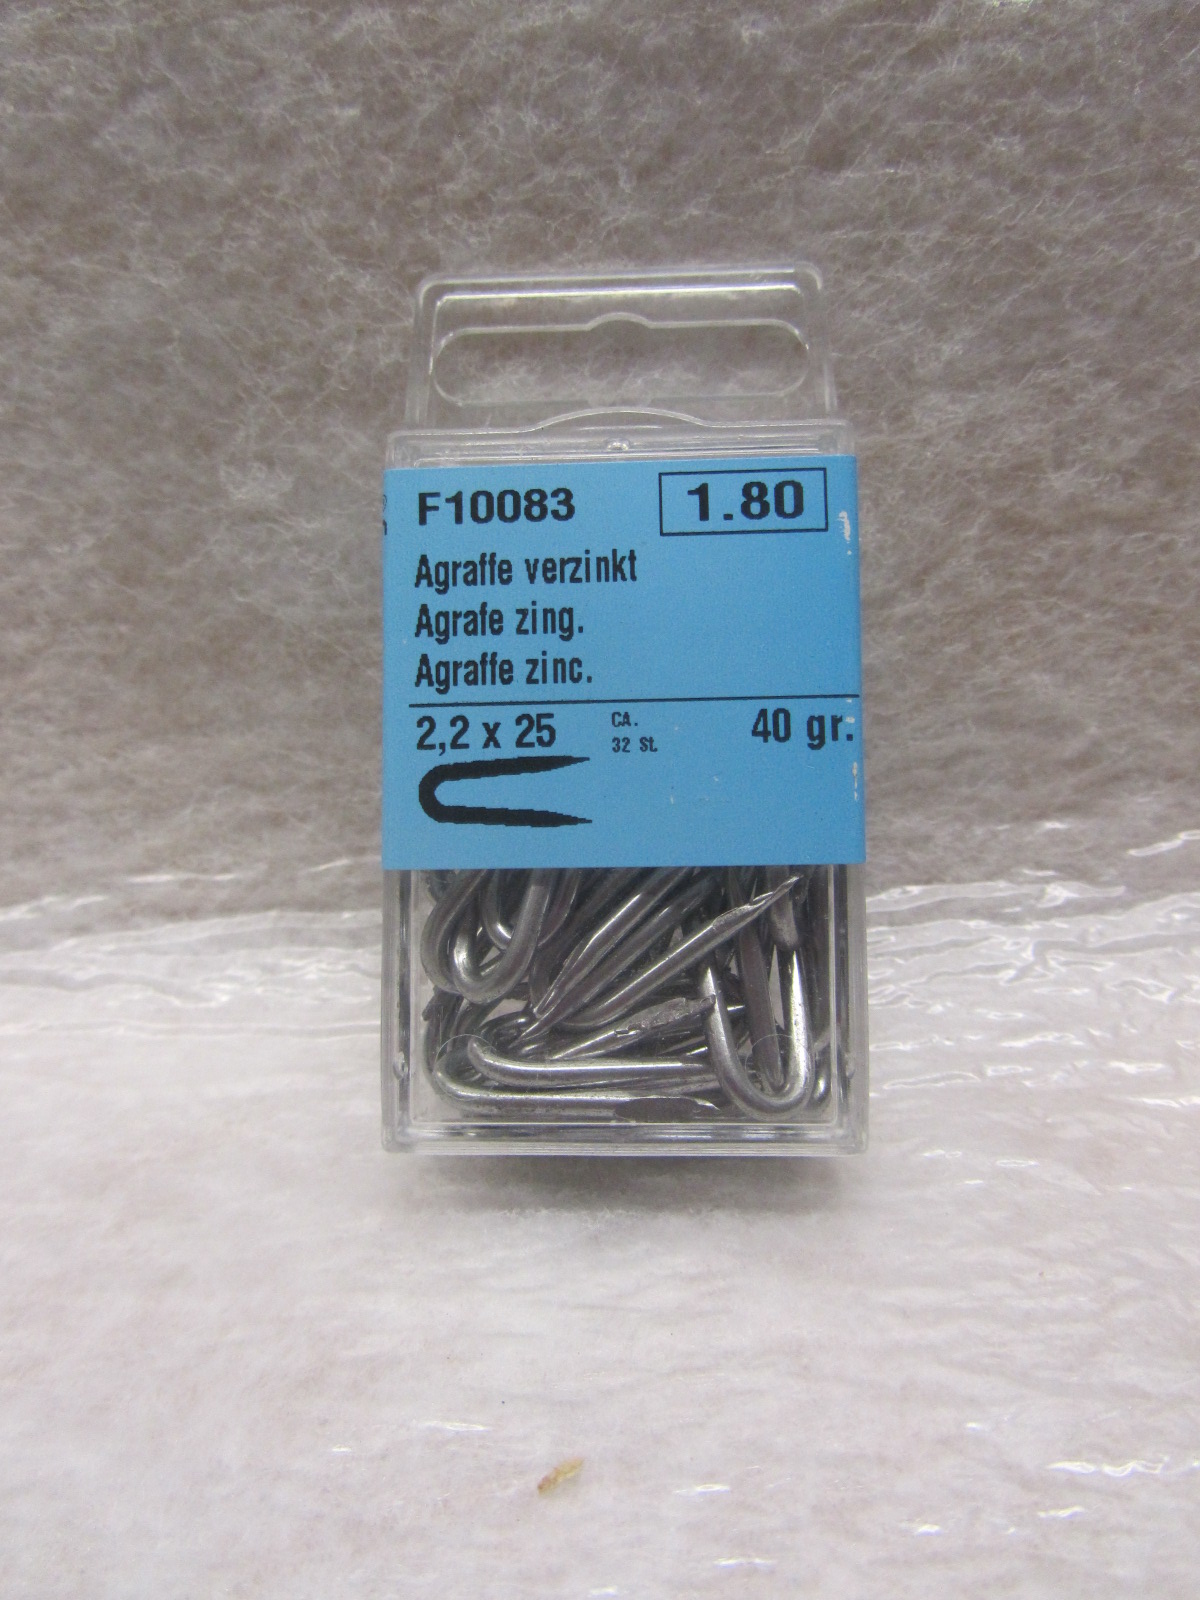 F10083
1.80
Agraffe verzinkt
Agrafe zing.
Agraffe zinc.
2,2 x 25
CA.
32 St.
40 gr.